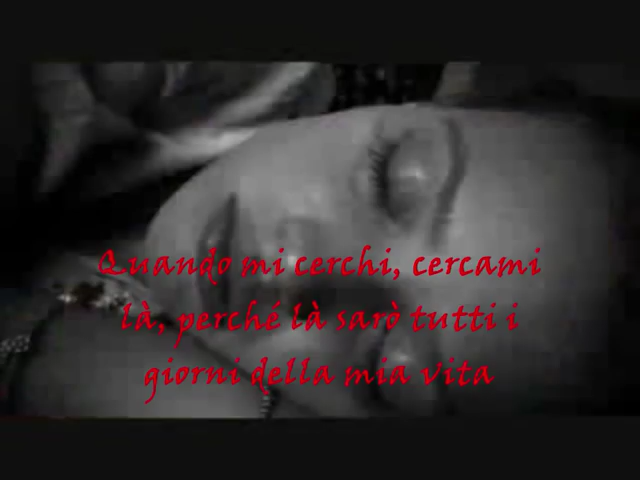 Quando mi cerchi, cercami
là, perché là sarò tutti i
giorni della mia vita